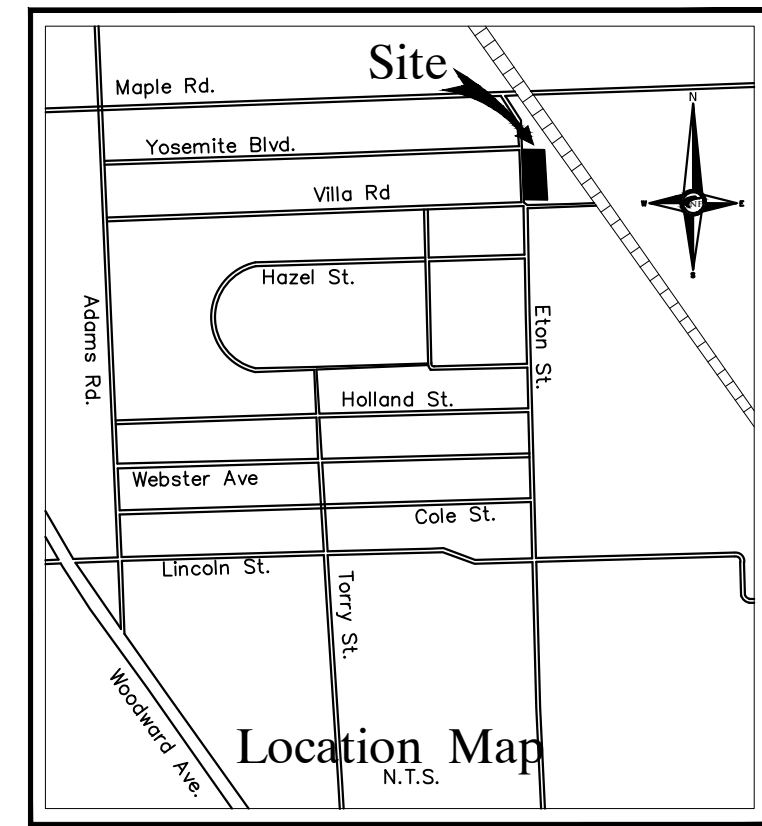 Site
Maple Rd.
N
Yosemite Blvd.
Villa Rd
W
E
S
Hazel St.
Adams Rd.
Eton St.
Holland St.
Webster Ave
Cole St.
Lincoln St.
Torry St.
Woodward Ave.
Location Map
N.T.S.